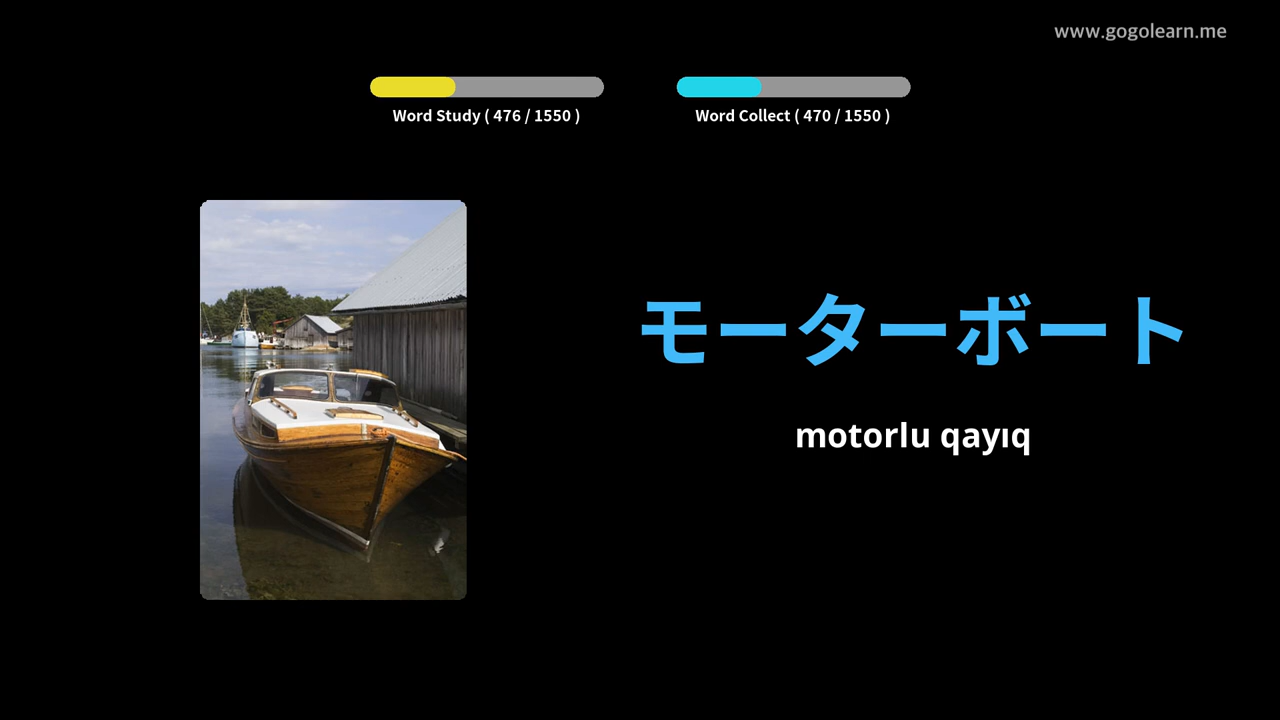 www.gogolearn.me
Word Study ( 476 / 1550 )
Word Collect ( 470 / 1550 )
モーターボート
motorlu qayıq